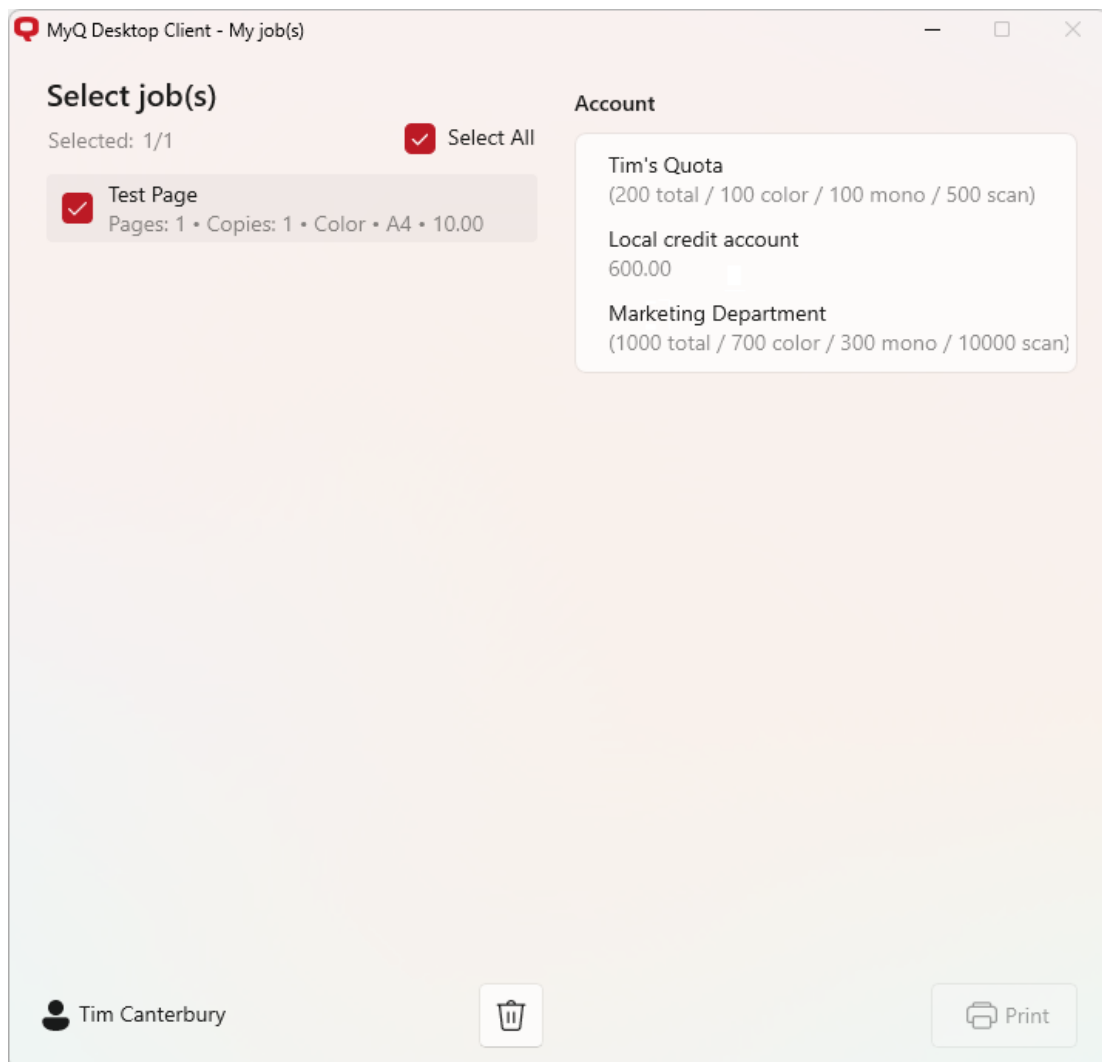 MyQ Desktop Client - My job(s)
Select job(s)
Selected: 1/1
Select All
Test Page
Pages: 1 • Copies: 1 • Color • A4 • 10.00
Account
Tim's Quota
(200 total / 100 color / 100 mono / 500 scan)
Local credit account
600.00
Marketing Department
(1000 total / 700 color / 300 mono / 10000 scan)
Tim Canterbury
Print